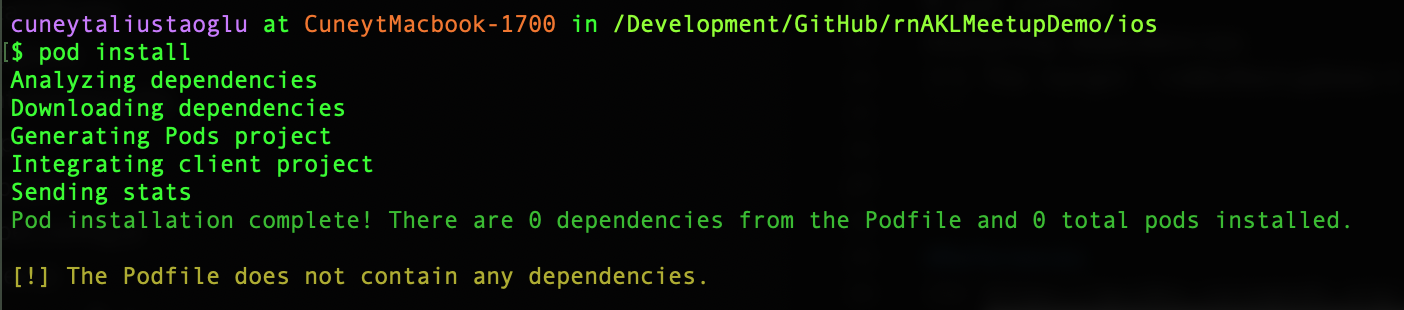 cuneytaliustaoglu at CuneytMacbook-1700 in /Development/GitHub/rnAKLMeetupDemo/ios
[$ pod install
Analyzing dependencies
Downloading dependencies
Generating Pods project
Integrating client project
Sending stats
Pod installation complete! There are 0 dependencies from the Podfile and 0 total pods installed.
[!] The Podfile does not contain any dependencies.